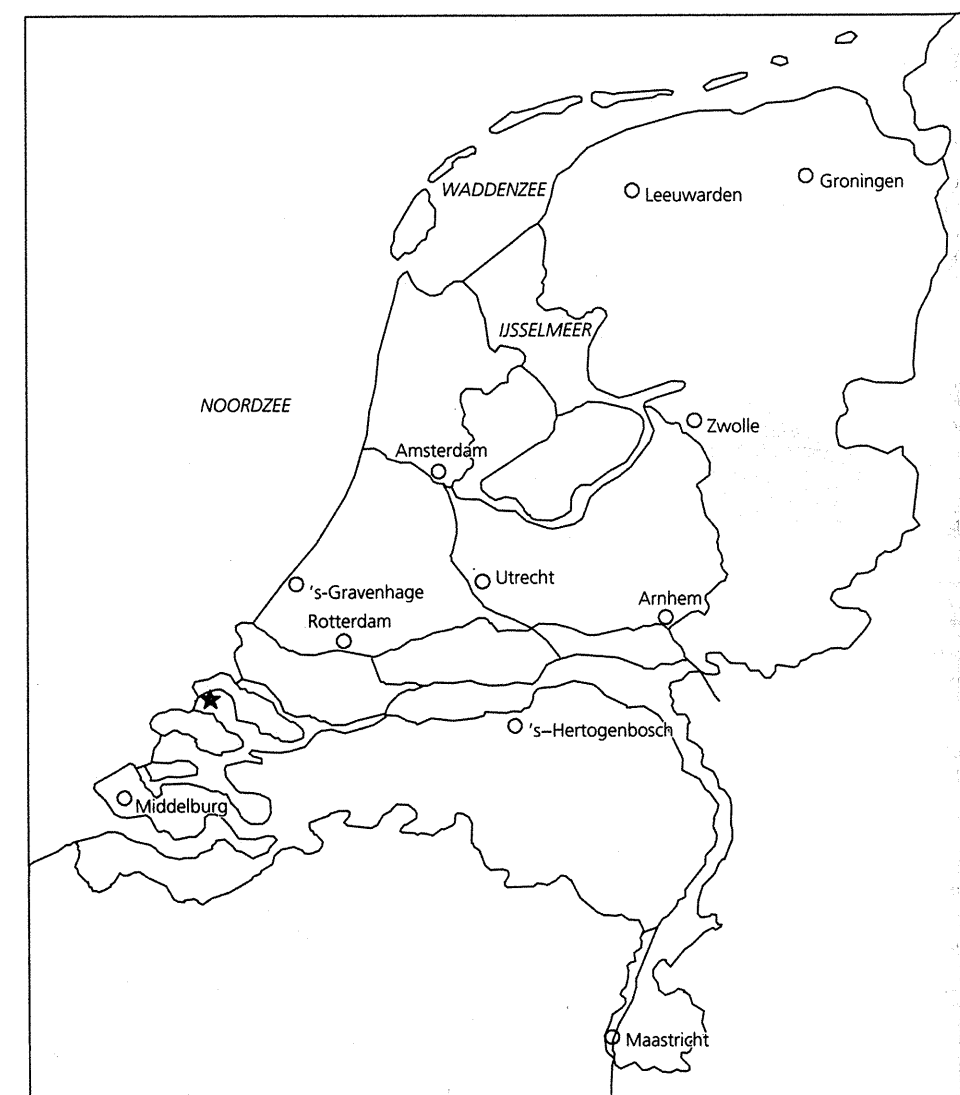 WADDENZEE
Leeuwarden
Groningen
IJSSELMEER
NOORDZEE
Zwolle
Amsterdam
Utrecht
's-Gravenhage
Arnhem
Rotterdam
's–Hertogenbosch
Middelburg
Maastricht